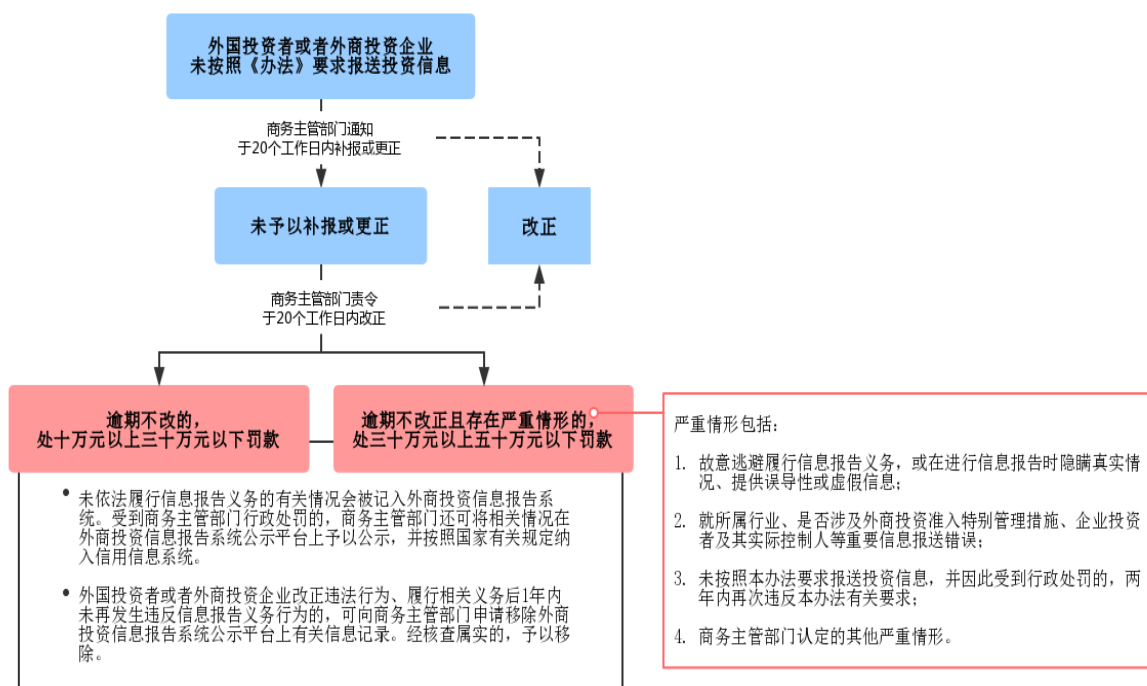 外国投资者或者外商投资企业
未按照《办法》要求报送投资信息
商务主管部门通知
于20个工作日内补报或更正
未予以补报或更正
改正
商务主管部门责令
于20个工作日内改正
逾期不改的，
处十万元以上三十万元以下罚款
逾期不改正且存在严重情形的，
处三十万元以上五十万元以下罚款
• 未依法履行信息报告义务的有关情况会被记入外商投资信息报告系
统。受到商务主管部门行政处罚的，商务主管部门还可将相关情况在
外商投资信息报告系统公示平台上予以公示，并按照国家有关规定纳
入信用信息系统。
• 外国投资者或者外商投资企业改正违法行为、履行相关义务后1年内
未再发生违反信息报告义务行为的，可向商务主管部门申请移除外商
投资信息报告系统公示平台上有关信息记录。经核查属实的，予以移
除。
严重情形包括：
1. 故意逃避履行信息报告义务，或在进行信息报告时隐瞒真实情
况、提供误导性或虚假信息；
2. 就所属行业、是否涉及外商投资准入特别管理措施、企业投资
者及其实际控制人等重要信息报送错误；
3. 未按照本办法要求报送投资信息，并因此受到行政处罚的，两
年内再次违反本办法有关要求；
4. 商务主管部门认定的其他严重情形。